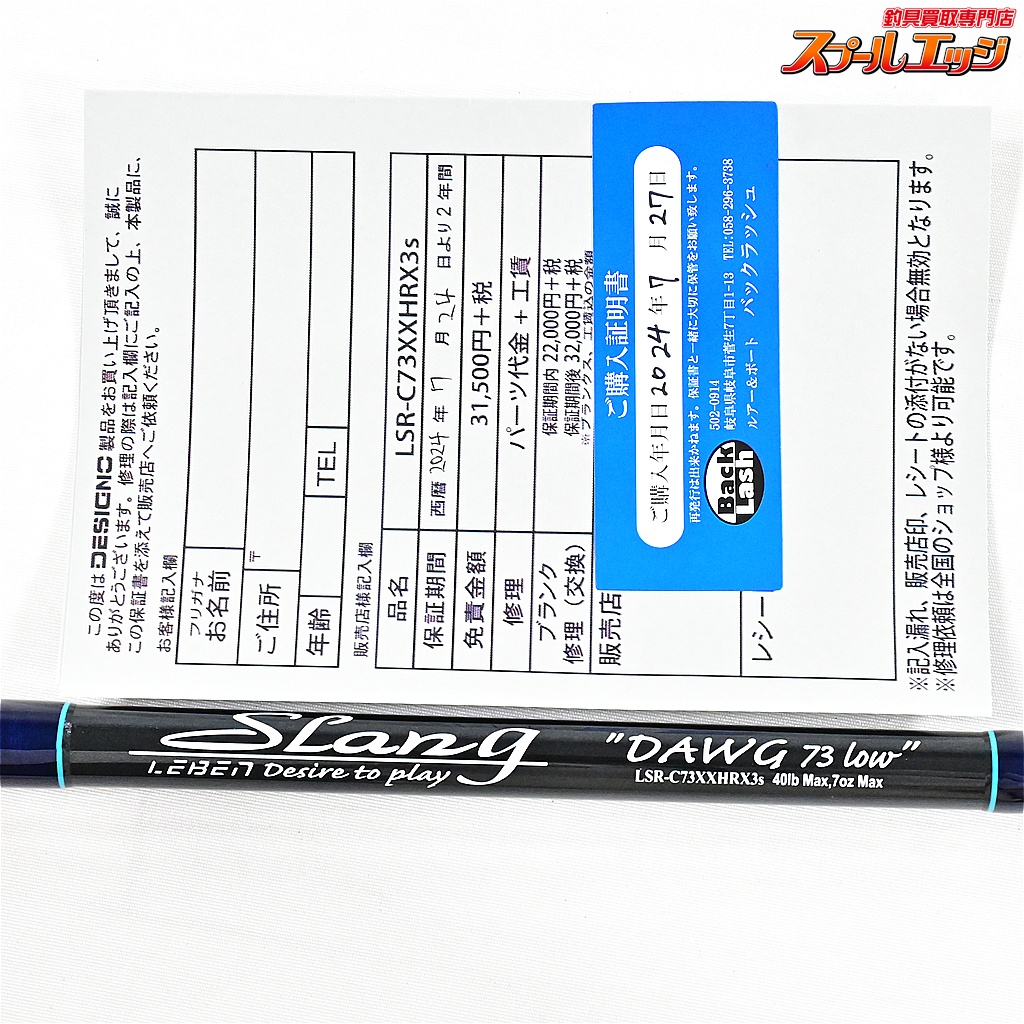 釣具買取専門店
スプールエッジ
この度はDESIGNO製品をお買い上げ頂きまして、誠に
ありがとうございます。修理の際は記入欄にご記入の上、本製品に、
この保証書を添えて販売店へご依頼ください。
お客様記入欄
フリガナ
お名前
ご住所 〒
年齢 TEL
販売店様記入欄
品名 LSR-C73XXHRX3s
保証期間 西暦 2024 年 7 月 24 日より2年間
免責金額 31,500円+税
修理 パーツ代金+工賃
ブランク
修理(交換)
保証期間内 22,000円+税
保証期間後 32,000円+税
※ブランクス、工賃込の金額
販売店
レシー
※記入漏れ、販売店印、レシートの添付がない場合無効となります。
※修理依頼は全国のショップ様より可能です。
ご購入証明書
ご購入年月日 2024 年 7 月 27 日
再発行は出来かねます。保証書と一緒に大切に保管をお願い致します。
Back Lash
502-0914
岐阜県岐阜市菅生7丁目1-13 TEL:058-296-3738
ルアー&ボート バックラッシュ
Slang
LEBEN Desire to play
"DAWG 73 low"
LSR-C73XXHRX3s 40lb Max,7oz Max